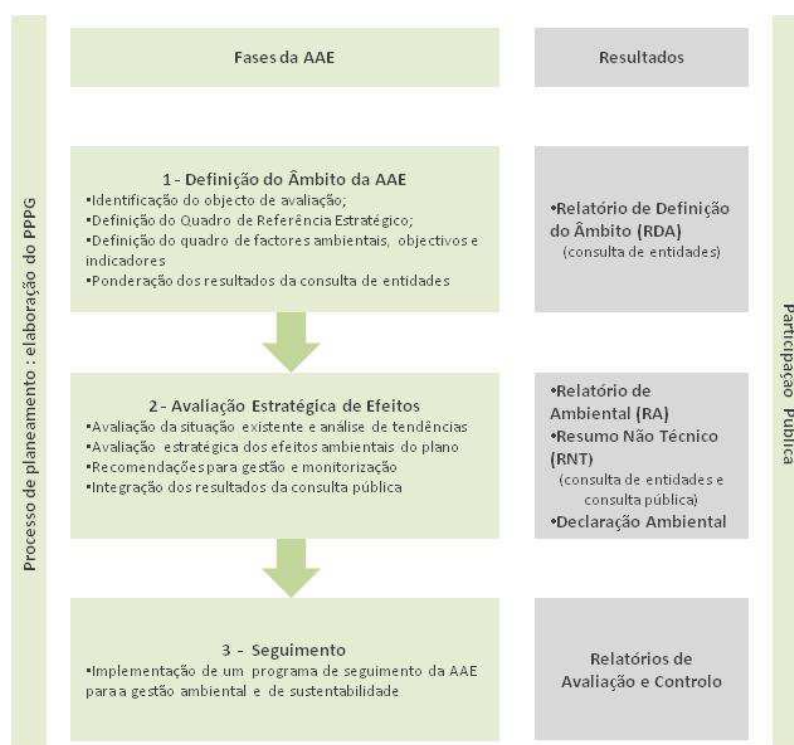 Fases da AAE
Resultados
Processo de planeamento : elaboração do PPPG
1 - Definição do Âmbito da AAE
▪Identificação do objecto de avaliação;
▪Definição do Quadro de Referência Estratégico;
▪Definição do quadro de factores ambientais, objectivos e
indicadores
▪Ponderação dos resultados da consulta de entidades
•Relatório de Definição
do Âmbito (RDA)
(consulta de entidades)
2 - Avaliação Estratégica de Efeitos
▪Avaliação da situação existente e análise de tendências
▪Avaliação estratégica dos efeitos ambientais do plano
▪Recomendações para gestão e monitorização
▪Integração dos resultados da consulta pública
•Relatório de
Ambiental (RA)
•Resumo Não Técnico
(RNT)
(consulta de entidades e
consulta pública)
•Declaração Ambiental
3 - Seguimento
▪Implementação de um programa de seguimento da AAE
para a gestão ambiental e de sustentabilidade
Relatórios de
Avaliação e Controlo
Participação Pública